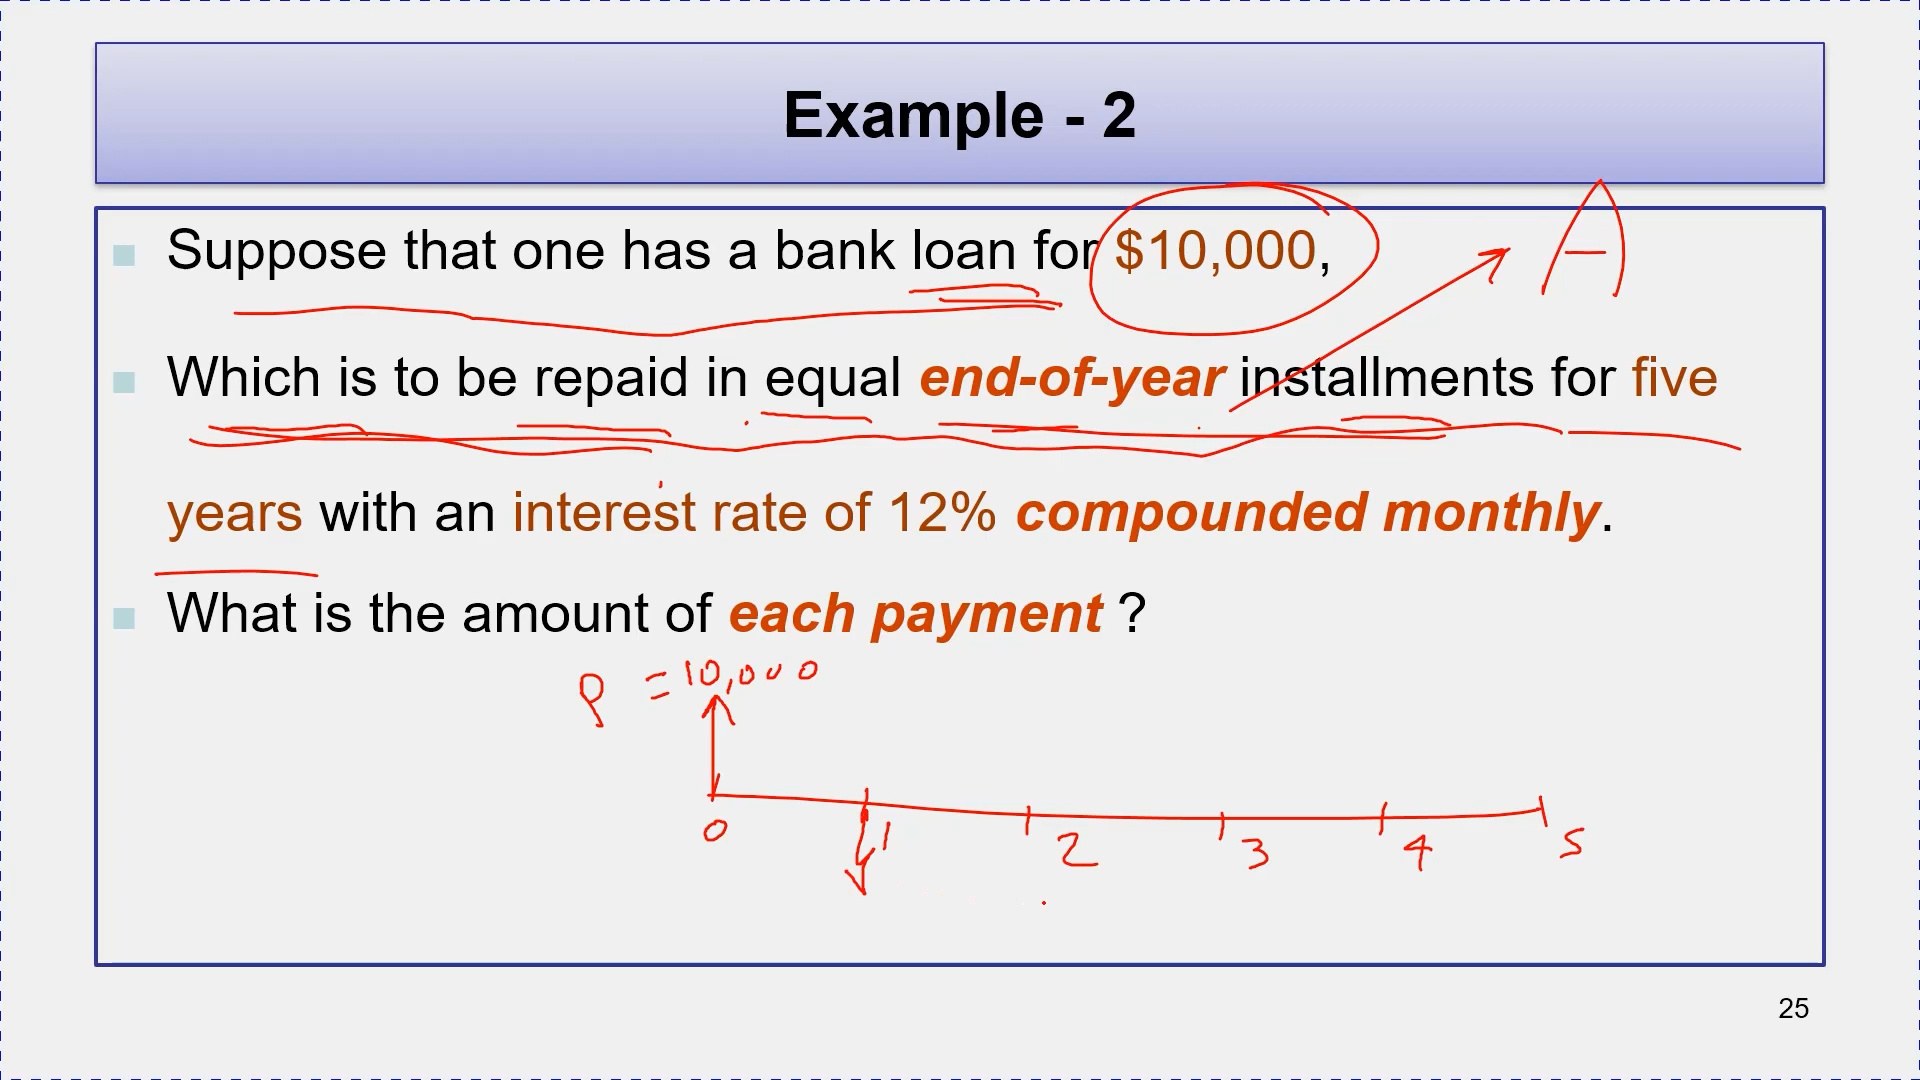 Example - 2
Suppose that one has a bank loan for $10,000,
A
Which is to be repaid in equal end-of-year installments for five
years with an interest rate of 12% compounded monthly.
What is the amount of each payment ?
P = 10,000
0 1 2 3 4 5
25